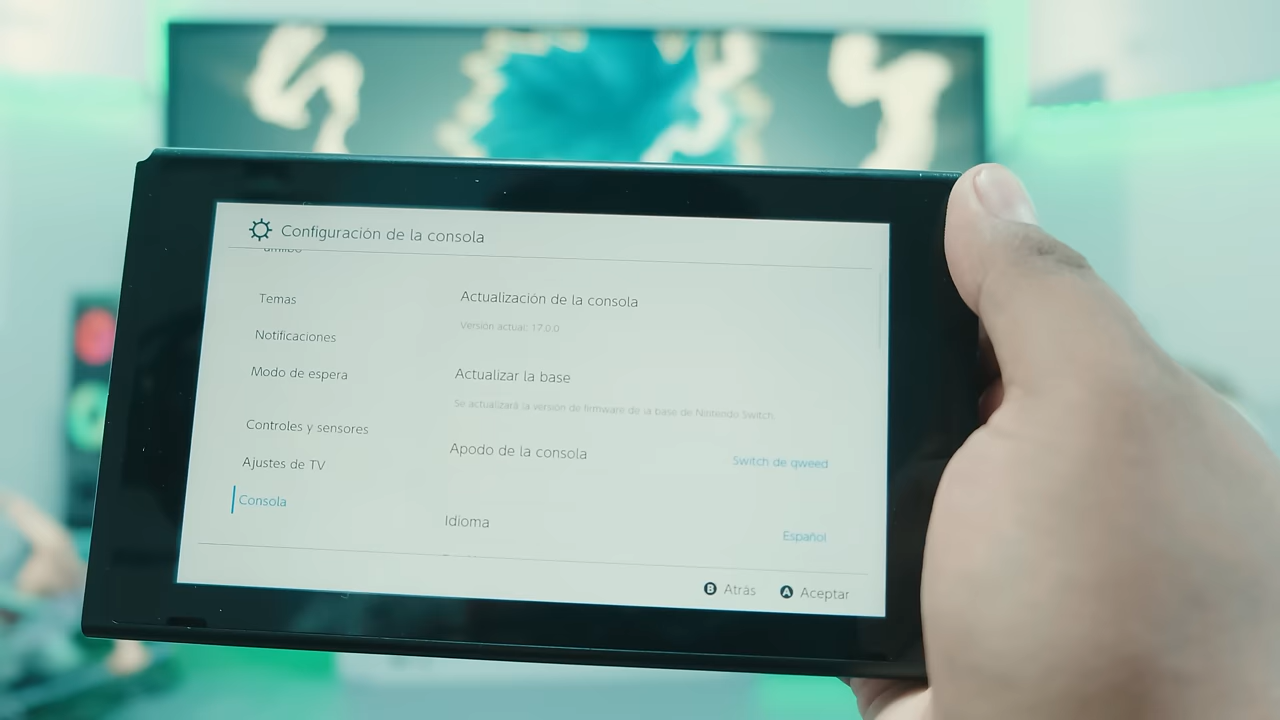 Configuración de la consola
amiibo
Temas
Notificaciones
Modo de espera
Controles y sensores
Ajustes de TV
Consola
Actualización de la consola
Versión actual: 17.0.0
Actualizar la base
Se actualizará la versión de firmware de la base de Nintendo Switch.
Apodo de la consola
Switch de qweed
Idioma
Español
B Atrás
A Aceptar